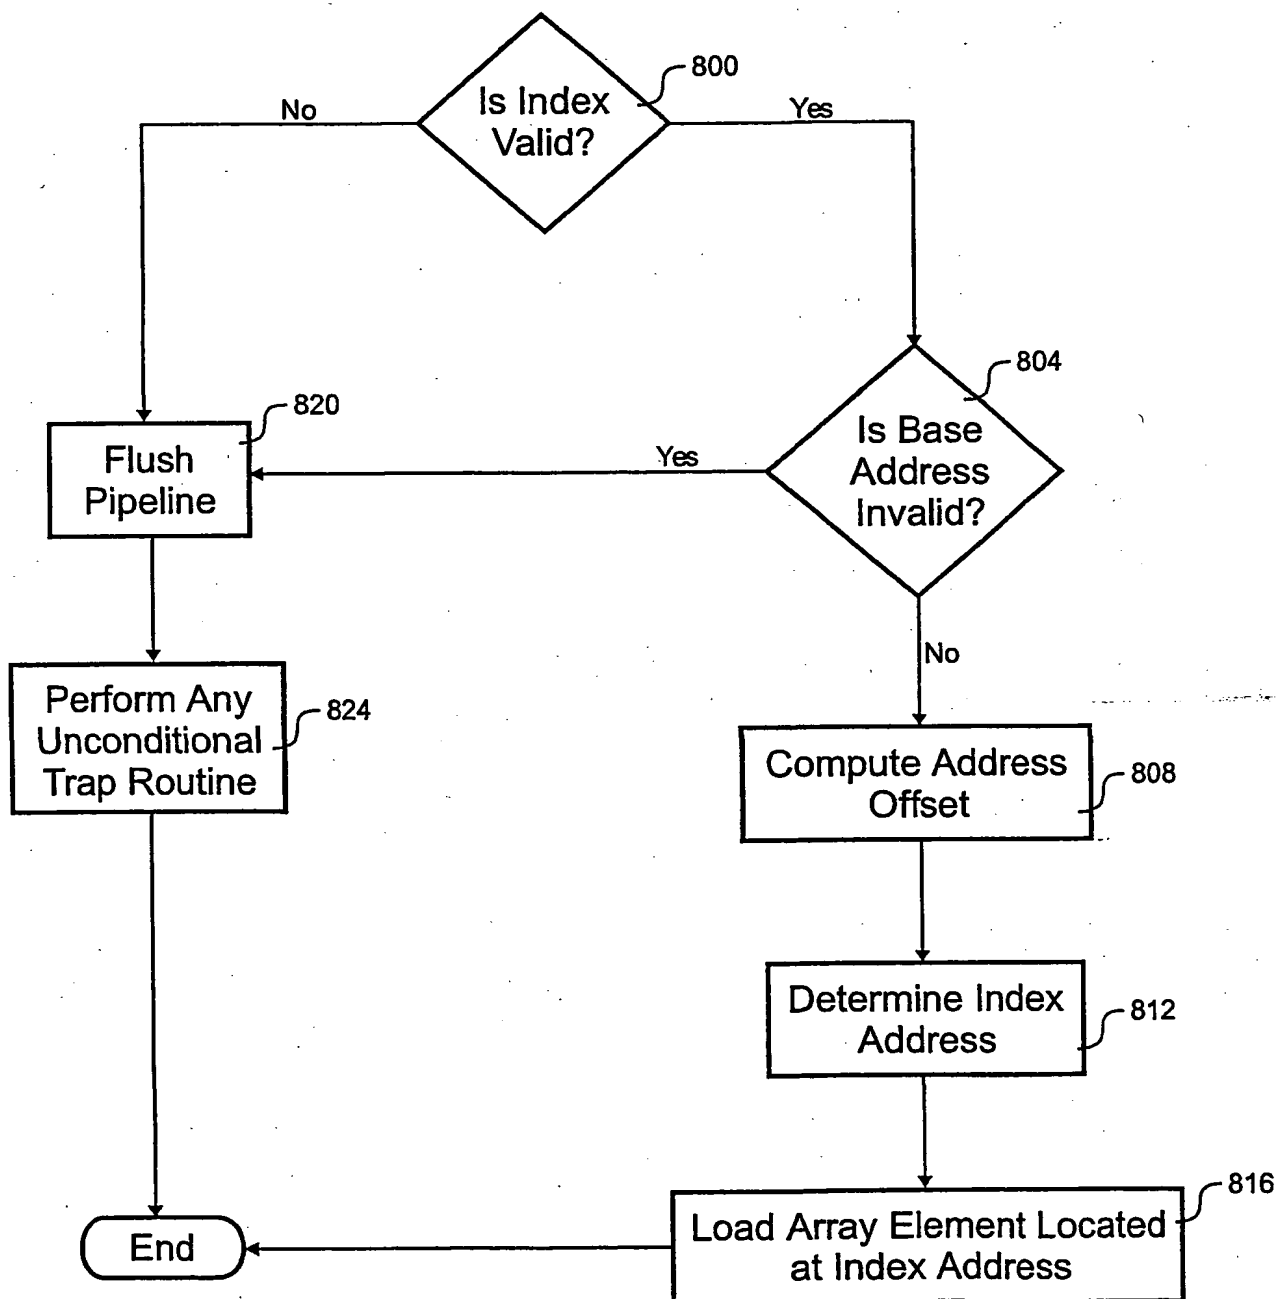 800
Is Index
Valid?
No
Yes
804
Is Base
Address
Invalid?
820
Flush
Pipeline
Yes
No
Perform Any
Unconditional
Trap Routine
824
Compute Address
Offset
808
Determine Index
Address
812
816
Load Array Element Located
at Index Address
End